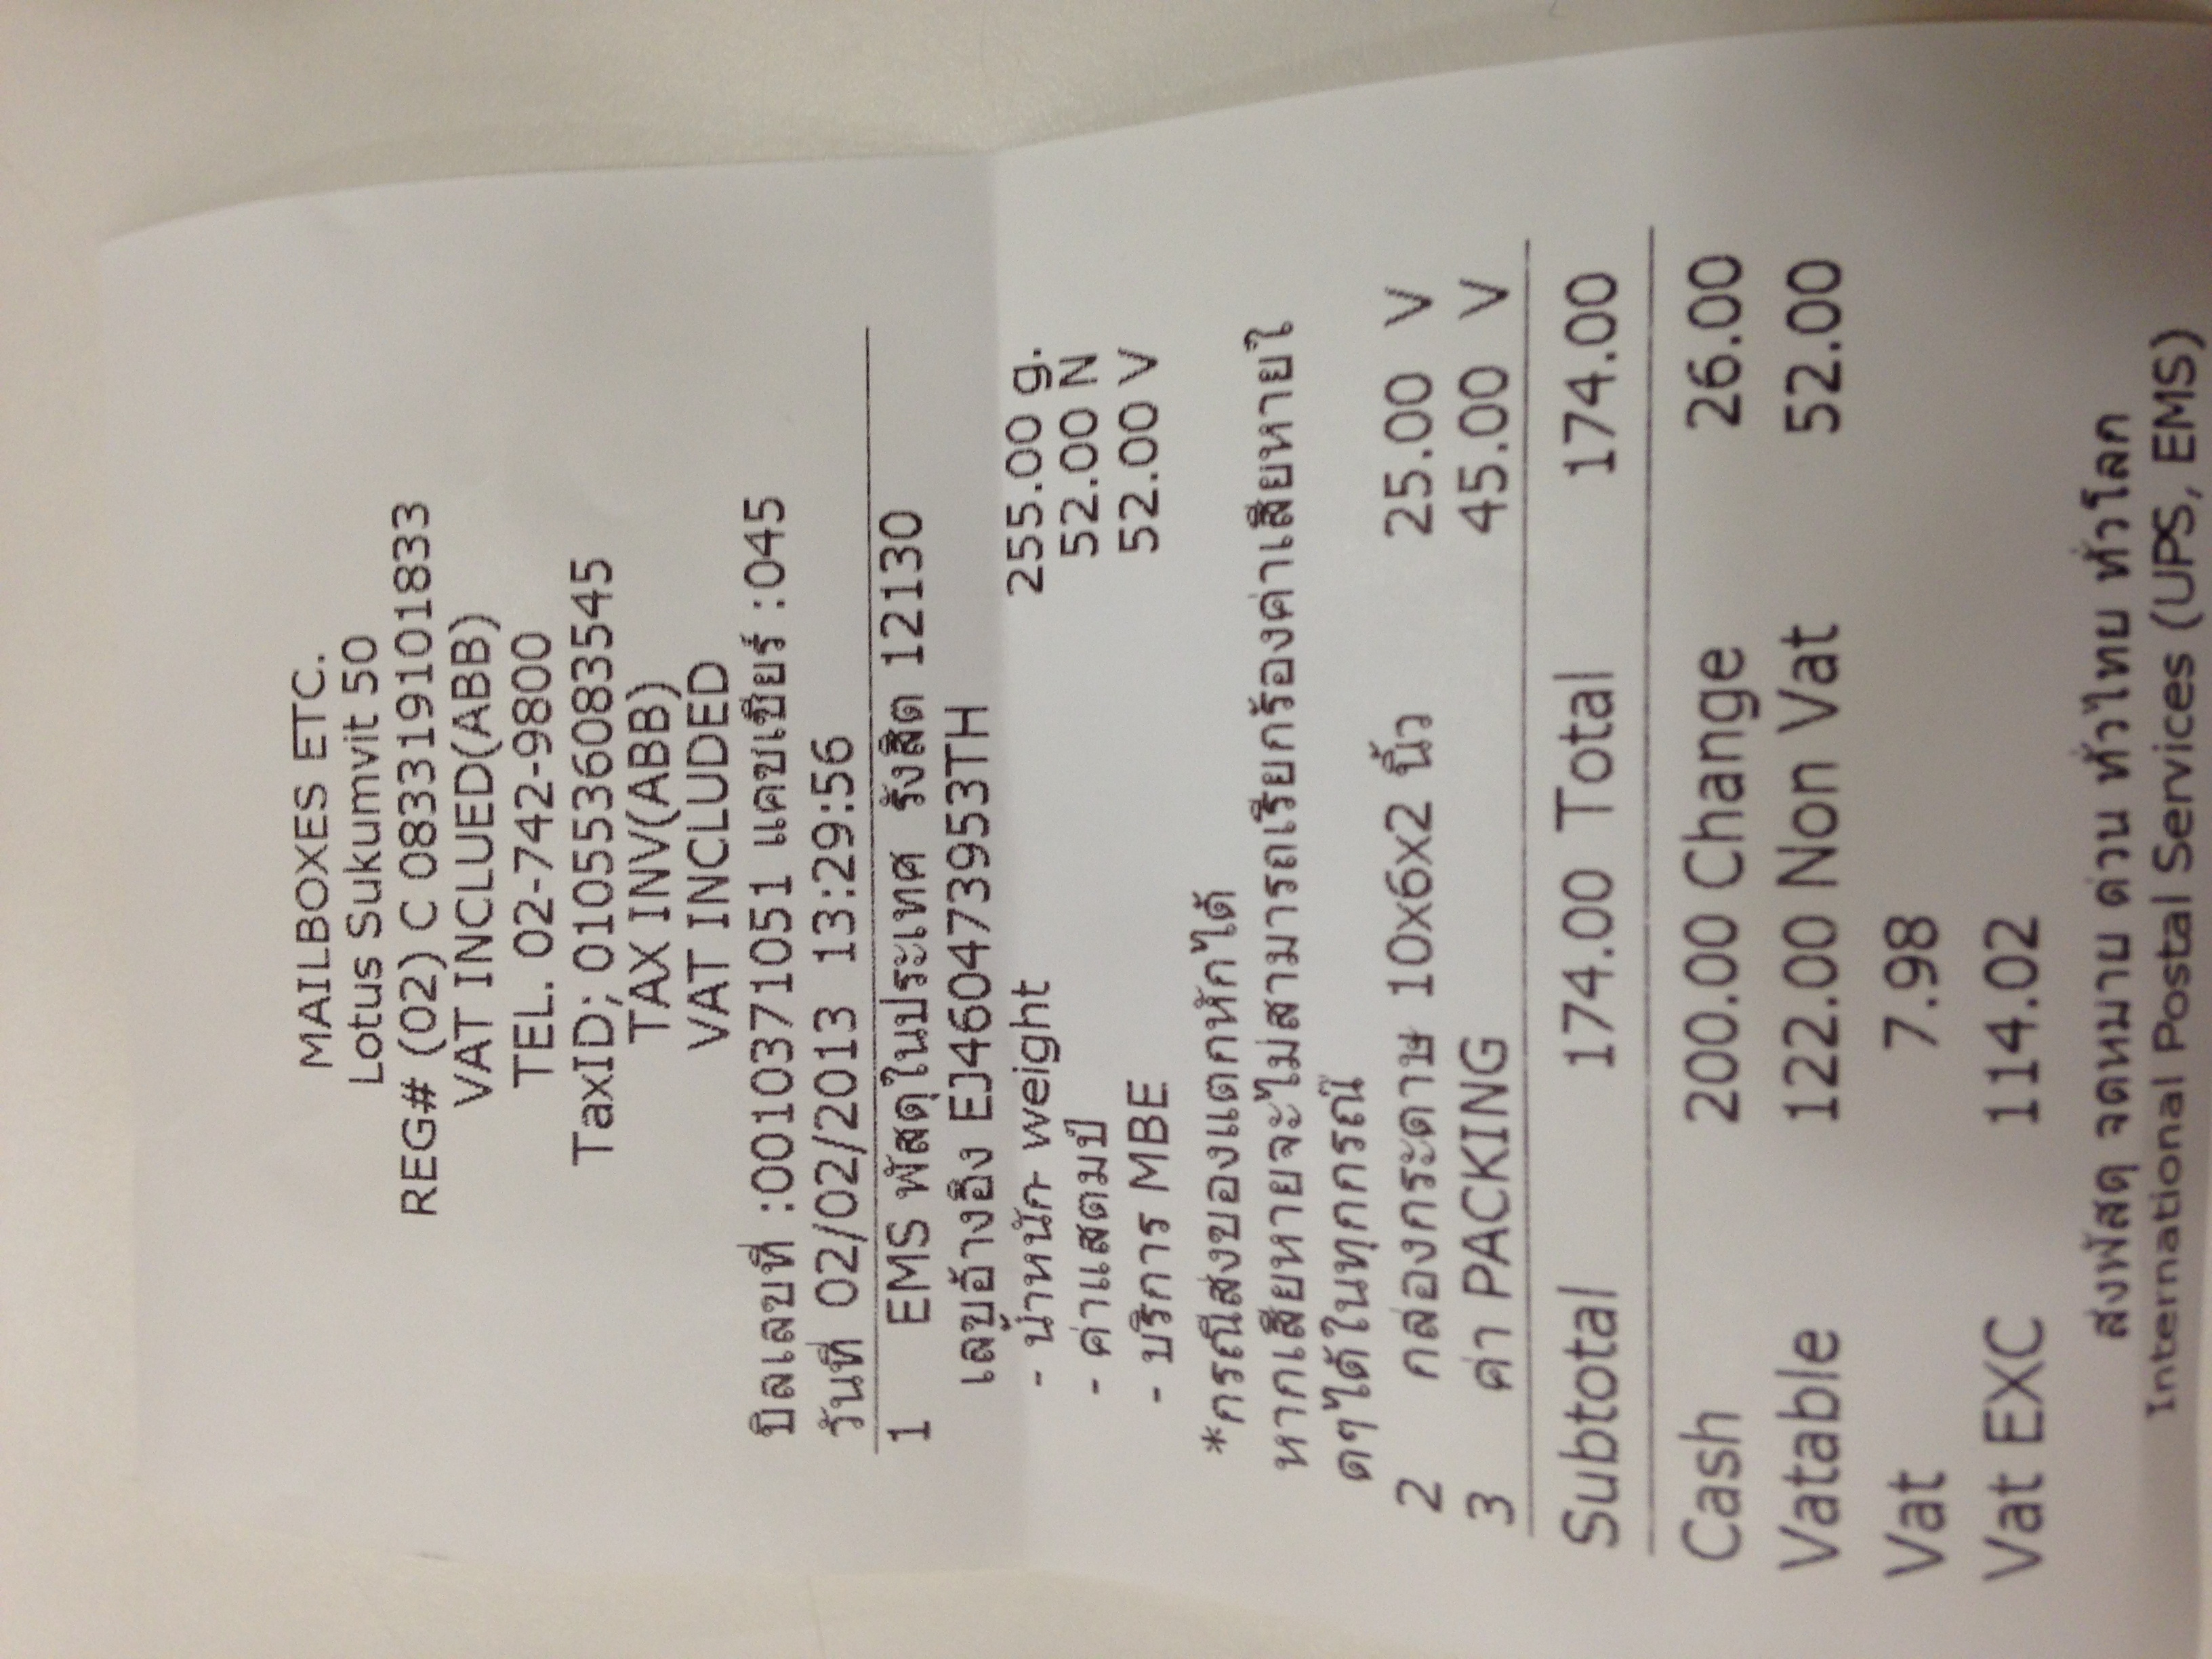 MAILBOXES ETC.
Lotus Sukumvit 50
REG# (02) C 08331910101833
VAT INCLUED(ABB)
TEL. 02-742-9800
TaxID; 0105536083545
TAX INV(ABB)
VAT INCLUDED
บิลเลขที่ :00010371051 แคชเชียร์ :045
วันที่ 02/02/2013 13:29:56
1 EMS พัสดุในประเทศ รังสิต 12130
เลขอ้างอิง EJ460473953TH
- น้ำหนัก weight 255.00 g.
- ค่าแสตมป์ 52.00 N
- บริการ MBE 52.00 V
*กรณีส่งของแตกหักได้
หากเสียหายจะไม่สามารถเรียกร้องค่าเสียหายใ
ดๆได้ในทุกกรณี
2 กล่องกระดาษ 10x6x2 นิ้ว 25.00 V
3 ค่า PACKING 45.00 V
Subtotal 174.00 Total 174.00
Cash 200.00 Change 26.00
Vatable 122.00 Non Vat 52.00
Vat 7.98
Vat EXC 114.02
ส่งพัสดุ จดหมาย ด่วน ทั่วไทย ทั่วโลก
International Postal Services (UPS, EMS)